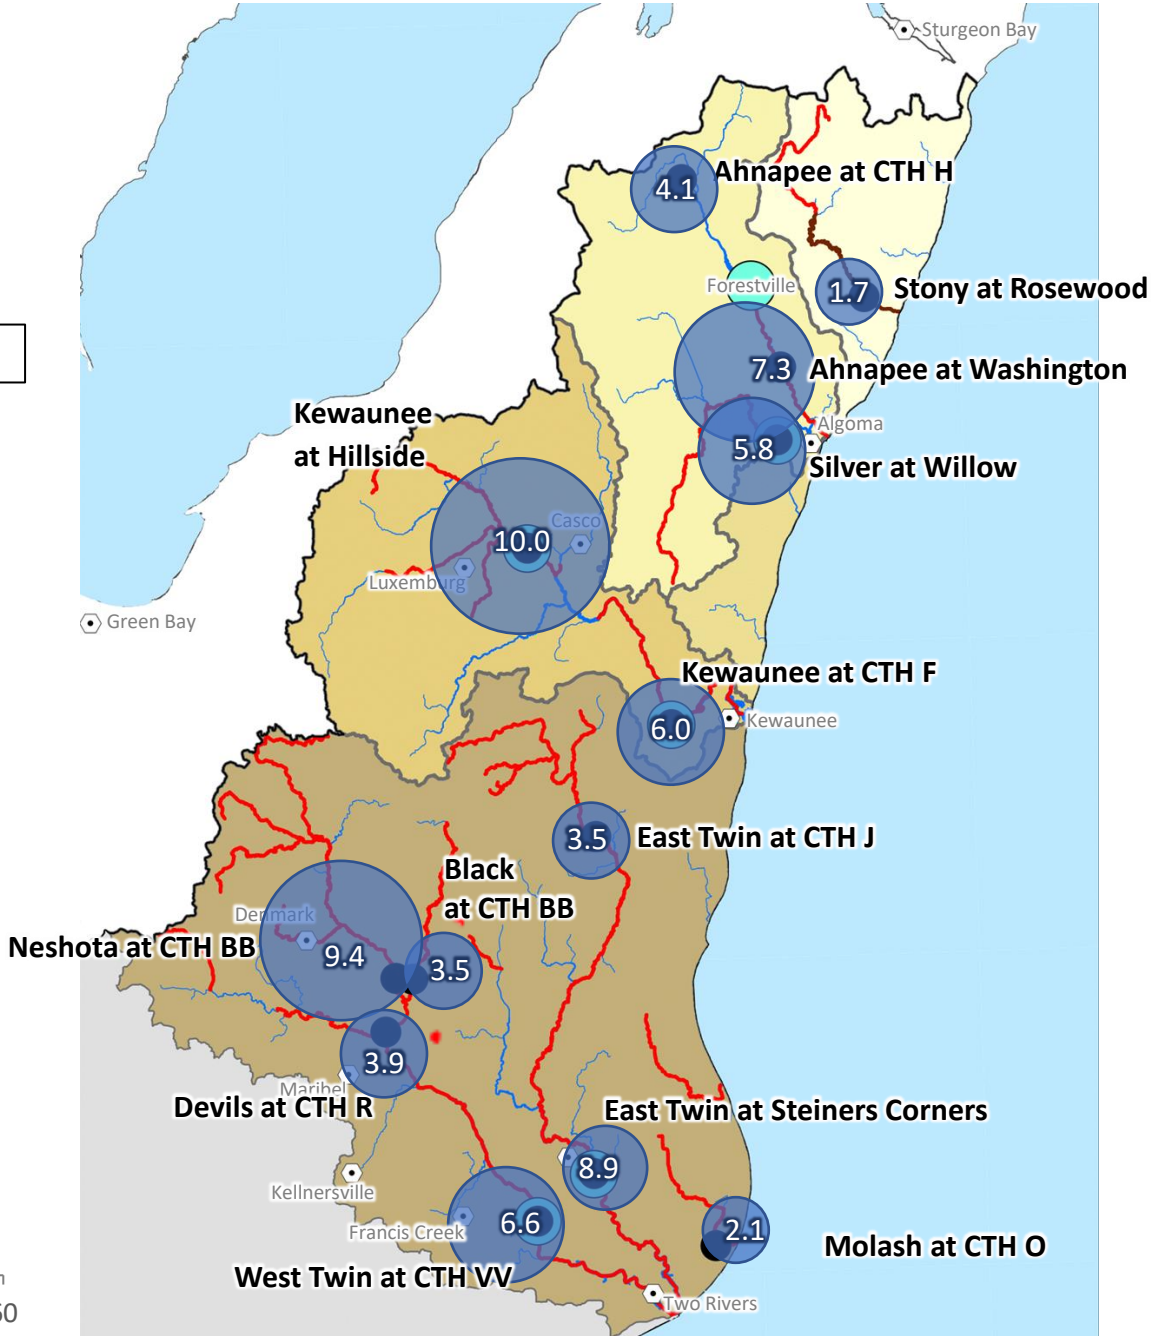 Sturgeon Bay
Ahnapee at CTH H
4.1
Forestville
1.7
Stony at Rosewood
7.3
Ahnapee at Washington
Kewaunee
at Hillside
Algoma
5.8
Silver at Willow
Casco
10.0
Luxemburg
Green Bay
Kewaunee at CTH F
6.0
Kewaunee
3.5
East Twin at CTH J
Black
at CTH BB
Denmark
Neshota at CTH BB
9.4
3.5
3.9
Maribel
Devils at CTH R
East Twin at Steiners Corners
8.9
Kellnersville
Francis Creek
6.6
2.1
Molash at CTH O
West Twin at CTH VV
Two Rivers